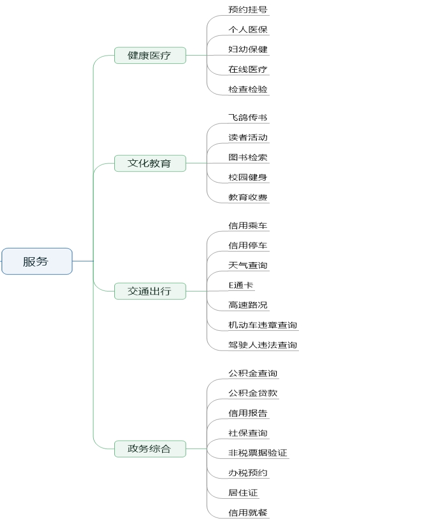 服务
健康医疗
预约挂号
个人医保
妇幼保健
在线医疗
检查检验
文化教育
飞鸽传书
读者活动
图书检索
校园健身
教育收费
交通出行
信用乘车
信用停车
天气查询
E通卡
高速路况
机动车违章查询
驾驶人违法查询
政务综合
公积金查询
公积金贷款
信用报告
社保查询
非税票据验证
办税预约
居住证
信用就餐